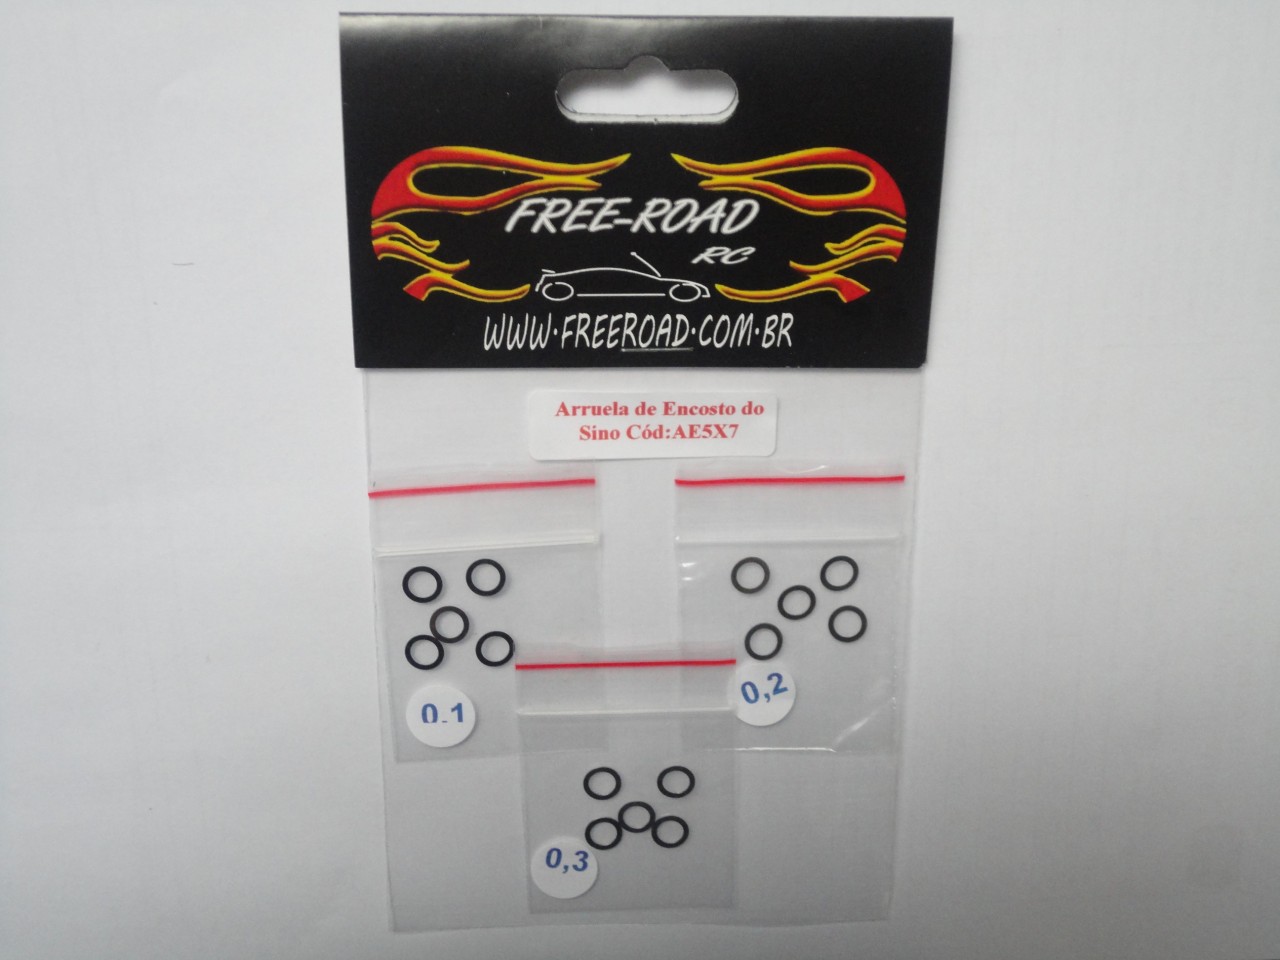 FREE-ROAD
RC
WWW.FREEROAD.COM.BR
Arruela de Encosto do
Sino Cód:AE5X7
0,1
0,2
0,3